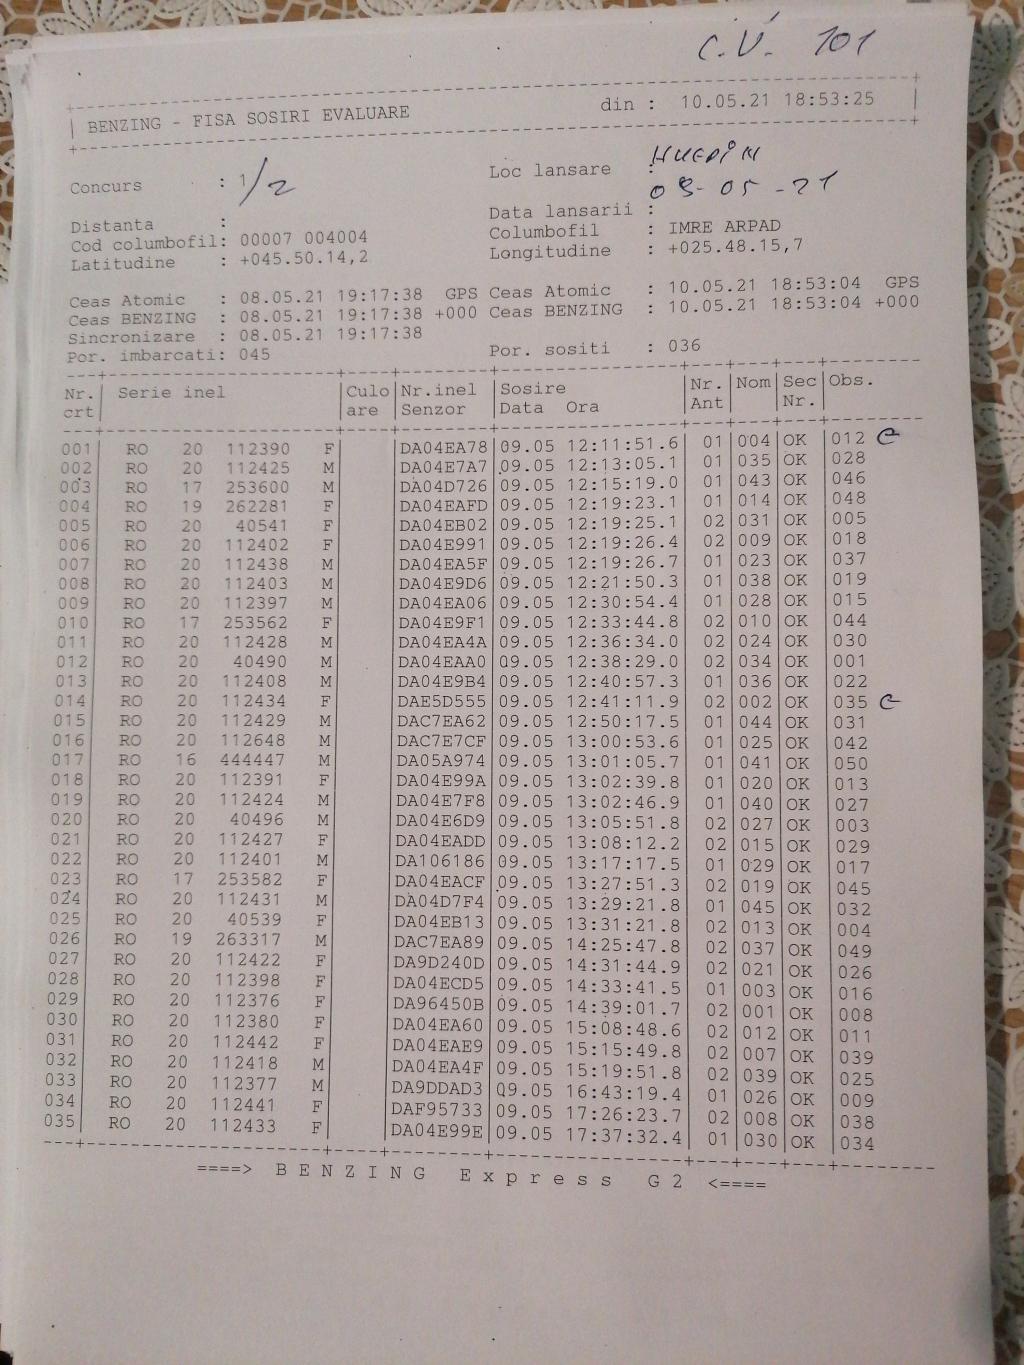 C.V. 101
BENZING - FISA SOSIRI EVALUARE din : 10.05.21 18:53:25
Concurs : 1/2 Loc lansare : HUEDIN
Distanta : Data lansarii : 09-05-21
Cod columbofil: 00007 004004 Columbofil : IMRE ARPAD
Latitudine : +045.50.14,2 Longitudine : +025.48.15,7
Ceas Atomic : 08.05.21 19:17:38 GPS Ceas Atomic : 10.05.21 18:53:04 GPS
Ceas BENZING : 08.05.21 19:17:38 +000 Ceas BENZING : 10.05.21 18:53:04 +000
Sincronizare : 08.05.21 19:17:38
Por. imbarcati: 045 Por. sositi : 036
Nr. Serie inel Culo Nr.inel Sosire Nr. Nom Sec Obs.
crt are Senzor Data Ora Ant Nr.
001 RO 20 112390 F DA04EA78 09.05 12:11:51.6 01 004 OK 012 e
002 RO 20 112425 M DA04E7A7 09.05 12:13:05.1 01 035 OK 028
003 RO 17 253600 M DA04D726 09.05 12:15:19.0 01 043 OK 046
004 RO 19 262281 F DA04EAFD 09.05 12:19:23.1 01 014 OK 048
005 RO 20 40541 F DA04EB02 09.05 12:19:25.1 02 031 OK 005
006 RO 20 112402 F DA04E991 09.05 12:19:26.4 02 009 OK 018
007 RO 20 112438 M DA04EA5F 09.05 12:19:26.7 01 023 OK 037
008 RO 20 112403 M DA04E9D6 09.05 12:21:50.3 01 038 OK 019
009 RO 20 112397 M DA04EA06 09.05 12:30:54.4 01 028 OK 015
010 RO 17 253562 F DA04E9F1 09.05 12:33:44.8 02 010 OK 044
011 RO 20 112428 M DA04EA4A 09.05 12:36:34.0 02 024 OK 030
012 RO 20 40490 M DA04EAA0 09.05 12:38:29.0 02 034 OK 001
013 RO 20 112408 M DA04E9B4 09.05 12:40:57.3 01 036 OK 022
014 RO 20 112434 F DAE5D555 09.05 12:41:11.9 02 002 OK 035 e
015 RO 20 112429 M DAC7EA62 09.05 12:50:17.5 01 044 OK 031
016 RO 20 112648 M DAC7E7CF 09.05 13:00:53.6 01 025 OK 042
017 RO 16 444447 M DA05A974 09.05 13:01:05.7 01 041 OK 050
018 RO 20 112391 F DA04E99A 09.05 13:02:39.8 01 020 OK 013
019 RO 20 112424 M DA04E7F8 09.05 13:02:46.9 01 040 OK 027
020 RO 20 40496 M DA04E6D9 09.05 13:05:51.8 02 027 OK 003
021 RO 20 112427 F DA04EADD 09.05 13:08:12.2 02 015 OK 029
022 RO 20 112401 M DA106186 09.05 13:17:17.5 01 029 OK 017
023 RO 17 253582 F DA04EACF 09.05 13:27:51.3 02 019 OK 045
024 RO 20 112431 M DA04D7F4 09.05 13:29:21.8 01 045 OK 032
025 RO 20 40539 F DA04EB13 09.05 13:31:21.8 02 013 OK 004
026 RO 19 263317 M DAC7EA89 09.05 14:25:47.8 02 037 OK 049
027 RO 20 112422 F DA9D240D 09.05 14:31:44.9 02 021 OK 026
028 RO 20 112398 F DA04ECD5 09.05 14:33:41.5 01 003 OK 016
029 RO 20 112376 F DA96450B 09.05 14:39:01.7 02 001 OK 008
030 RO 20 112380 F DA04EA60 09.05 15:08:48.6 02 012 OK 011
031 RO 20 112442 F DA04EAE9 09.05 15:15:49.8 02 007 OK 039
032 RO 20 112418 M DA04EA4F 09.05 15:19:51.8 02 039 OK 025
033 RO 20 112377 M DA9DDAD3 09.05 16:43:19.4 01 026 OK 009
034 RO 20 112441 F DAF95733 09.05 17:26:23.7 02 008 OK 038
035 RO 20 112433 F DA04E99E 09.05 17:37:32.4 01 030 OK 034
====> BENZING Express G2 <====